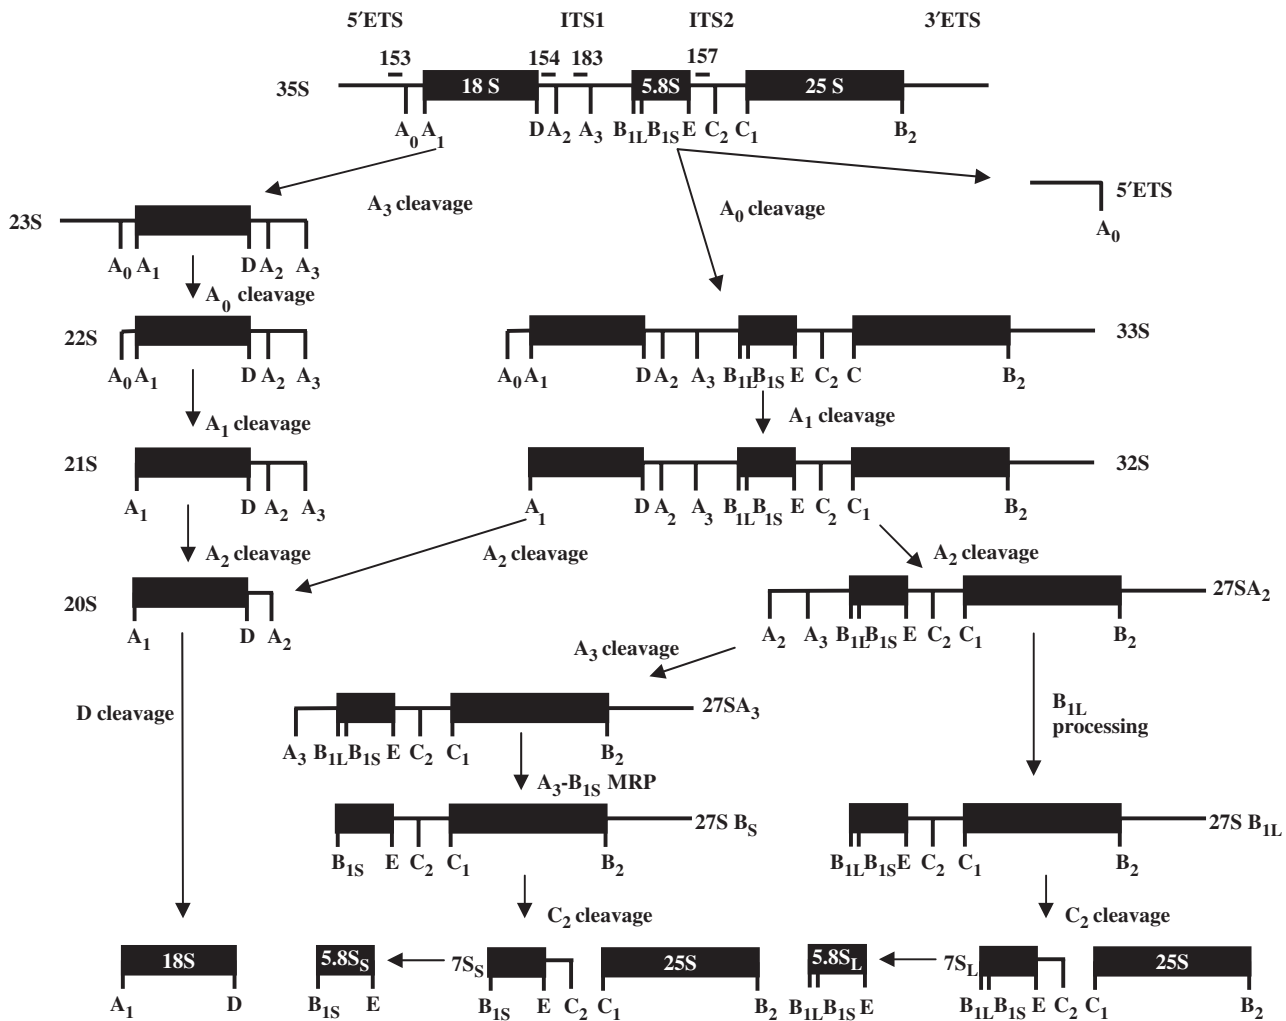 5′ETS ITS1 ITS2 3′ETS
153 154 183 157
35S 18 S 5.8S 25 S
A0 A1 D A2 A3 B1L B1S E C2 C1 B2
A3 cleavage A0 cleavage 5′ETS
A0
23S
A0 A1 D A2 A3
A0 cleavage
22S 33S
A0 A1 D A2 A3 A0 A1 D A2 A3 B1L B1S E C2 C B2
A1 cleavage A1 cleavage
21S 32S
A1 D A2 A3 A1 D A2 A3 B1L B1S E C2 C1 B2
A2 cleavage A2 cleavage A2 cleavage
20S 27SA2
A1 D A2 A2 A3 B1L B1S E C2 C1 B2
A3 cleavage
D cleavage 27SA3 B1L
processing
A3 B1L B1S E C2 C1 B2
A3-B1S MRP
27S BS 27S B1L
B1S E C2 C1 B2 B1L B1S E C2 C1 B2
C2 cleavage C2 cleavage
18S 5.8SS 7SS 25S 5.8SL 7SL 25S
A1 D B1S E B1S E C2 C1 B2 B1L B1S E B1L B1S E C2 C1 B2